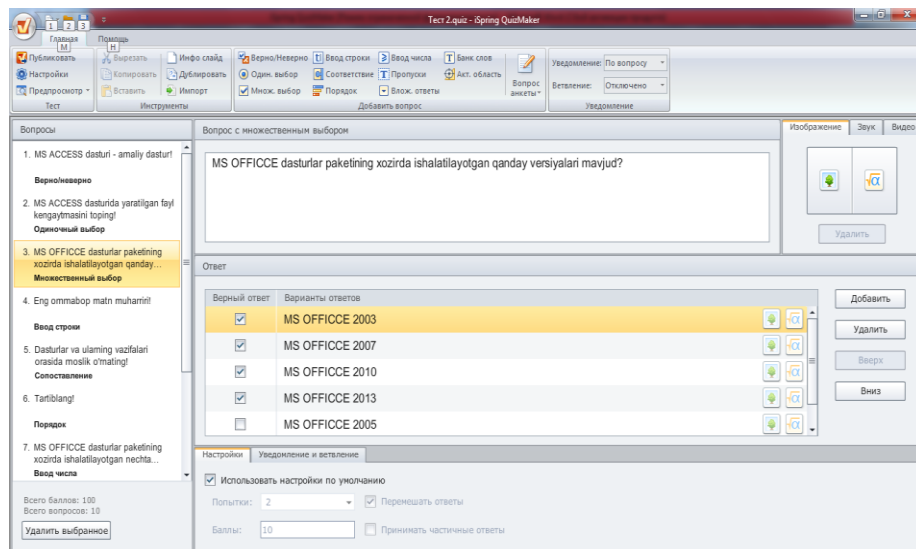 Тест 2.quiz - iSpring QuizMaker
1 2 3
Главная Помощь
М Н
Публиковать
Настройки
Предпросмотр
Тест
Вырезать
Копировать
Вставить
Инфо слайд
Дублировать
Импорт
Инструменты
Верно/Неверно Ввод строки Ввод числа Банк слов
Один. выбор Соответствие Пропуски Акт. область
Множ. выбор Порядок Влож. ответы
Вопрос
анкеты
Добавить вопрос
Уведомление: По вопросу
Ветвление: Отключено
Уведомление
Вопросы
1. MS ACCESS dasturi - amaliy dastur!
Верно/неверно
2. MS ACCESS dasturida yaratilgan fayl
kengaytmasini toping!
Одиночный выбор
3. MS OFFICCE dasturlar paketining
xozirda ishalatilayotgan qanday...
Множественный выбор
4. Eng ommabop matn muharriri!
Ввод строки
5. Dasturlar va ularning vazifalari
orasida moslik o'rnating!
Сопоставление
6. Tartiblang!
Порядок
7. MS OFFICCE dasturlar paketining
xozirda ishalatilayotgan nechta...
Ввод числа
Всего баллов: 100
Всего вопросов: 10
Удалить выбранное
Вопрос с множественным выбором
MS OFFICCE dasturlar paketining xozirda ishalatilayotgan qanday versiyalari mavjud?
Изображение Звук Видео
Удалить
Ответ
Верный ответ Варианты ответов
MS OFFICCE 2003
MS OFFICCE 2007
MS OFFICCE 2010
MS OFFICCE 2013
MS OFFICCE 2005
Добавить
Удалить
Вверх
Вниз
Настройки Уведомление и ветвление
Использовать настройки по умолчанию
Попытки: 2 Перемешать ответы
Баллы: 10 Принимать частичные ответы